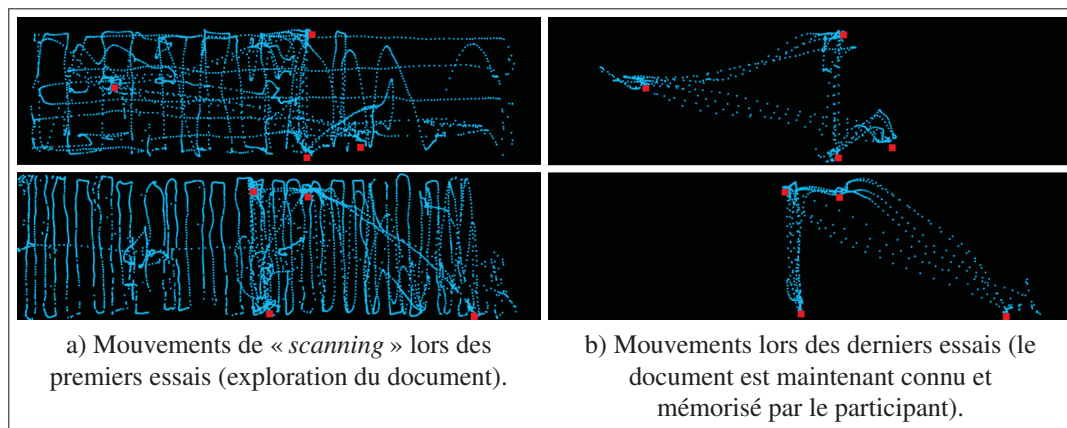 a) Mouvements de « scanning » lors des
premiers essais (exploration du document).
b) Mouvements lors des derniers essais (le
document est maintenant connu et
mémorisé par le participant).